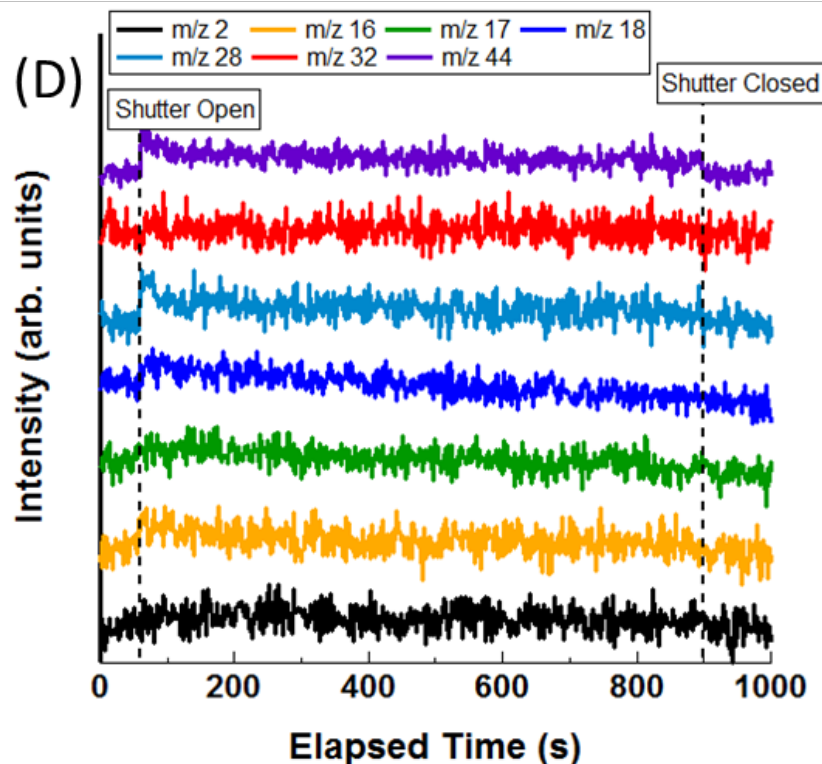 m/z 2 m/z 16 m/z 17 m/z 18
m/z 28 m/z 32 m/z 44
(D)
Shutter Open
Shutter Closed
Intensity (arb. units)
0 200 400 600 800 1000
Elapsed Time (s)